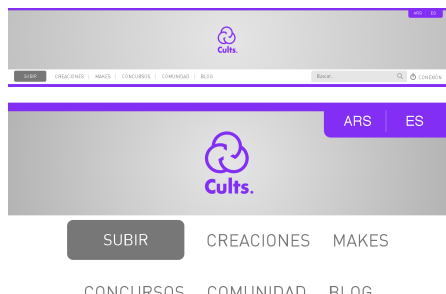 ARS ES
Cults.
SUBIR CREACIONES MAKES CONCURSOS COMUNIDAD BLOG Buscar... CONEXIÓN
ARS ES
Cults.
SUBIR CREACIONES MAKES
CONCURSOS COMUNIDAD BLOG